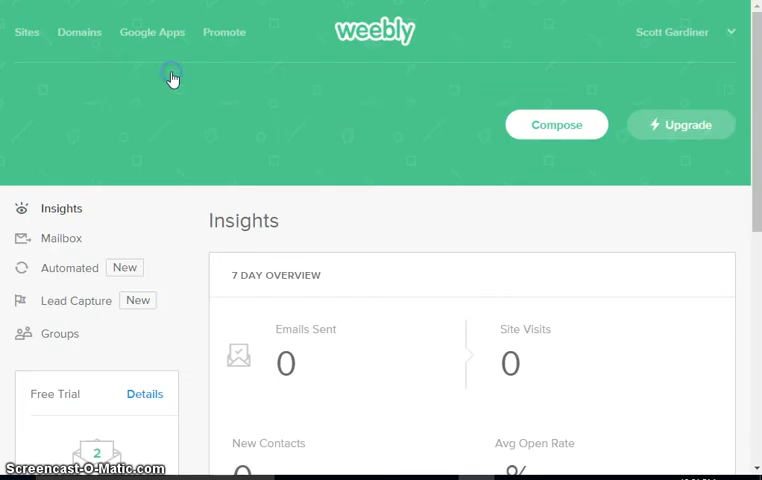 Sites Domains Google Apps Promote weebly Scott Gardiner
Compose Upgrade
Insights
Mailbox
Automated New
Lead Capture New
Groups
Free Trial Details
2
Insights
7 DAY OVERVIEW
Emails Sent Site Visits
0 0
New Contacts Avg Open Rate
%
Screencast-O-Matic.com